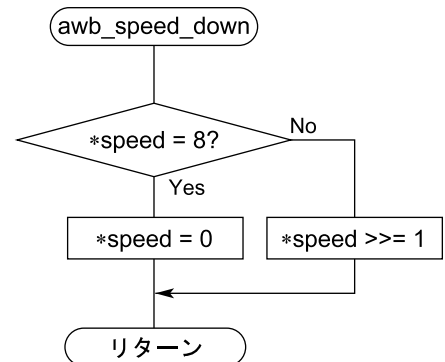 awb_speed_down
*speed = 8?
No
Yes
*speed = 0
*speed >>= 1
リターン